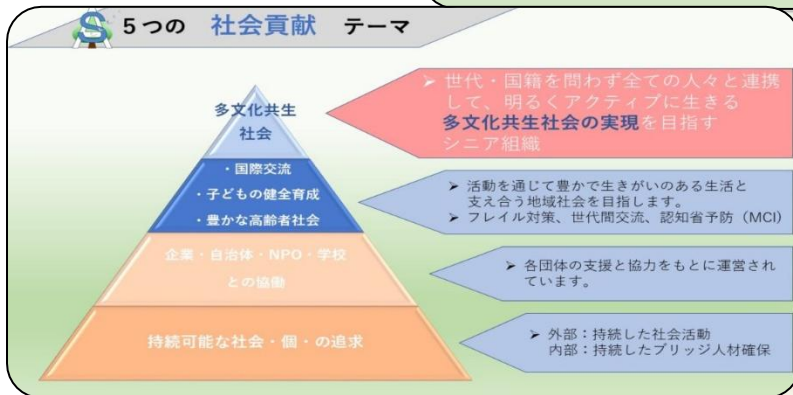 ５つの 社会貢献 テーマ
多文化共生
社会
➢ 世代・国籍を問わず全ての人々と連携
して、明るくアクティブに生きる
多文化共生社会の実現を目指す
シニア組織
・国際交流
・子どもの健全育成
・豊かな高齢者社会
➢ 活動を通じて豊かで生きがいのある生活と
支え合う地域社会を目指します。
➢ フレイル対策、世代間交流、認知省予防（MCI）
企業・自治体・NPO・学校
との協働
➢ 各団体の支援と協力をもとに運営され
ています。
持続可能な社会・個・の追求
➢ 外部：持続した社会活動
内部：持続したブリッジ人材確保